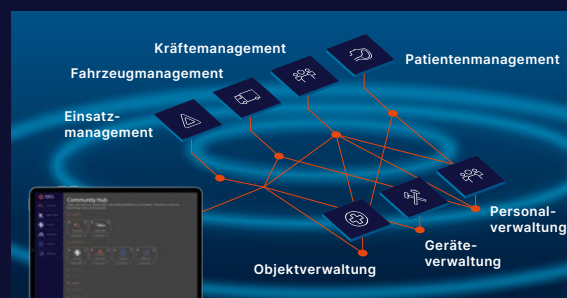 Kräftemanagement
Fahrzeugmanagement
Patientenmanagement
Einsatz-
management
Community Hub
Personal-
verwaltung
Geräte-
verwaltung
Objektverwaltung